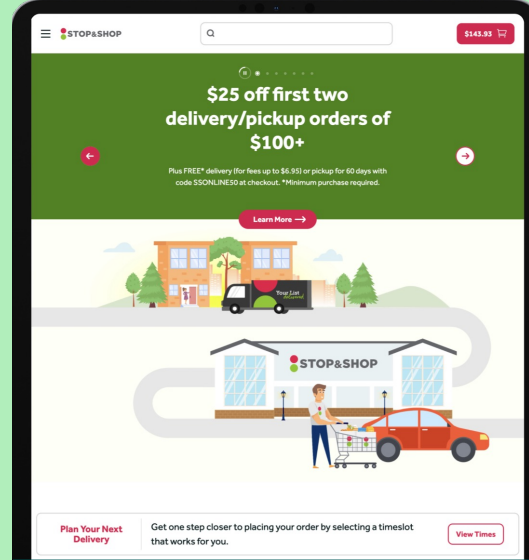 STOP&SHOP
$143.93
$25 off first two
delivery/pickup orders of
$100+
Plus FREE* delivery (for fees up to $6.95) or pickup for 60 days with
code SSONLINE50 at checkout. *Minimum purchase required.
Learn More →
Your List
delivered
STOP&SHOP
Plan Your Next
Delivery
Get one step closer to placing your order by selecting a timeslot
that works for you.
View Times